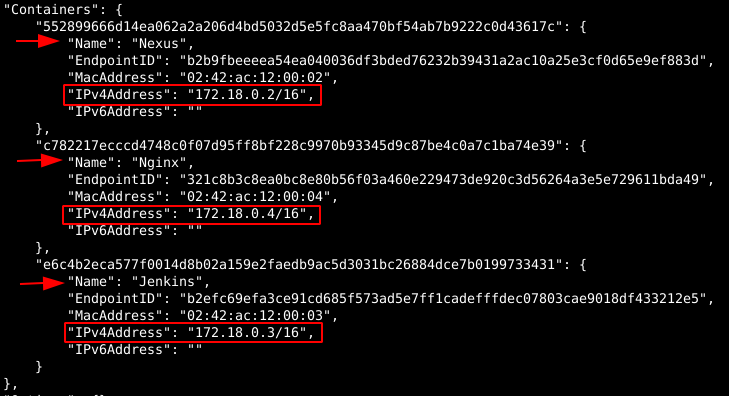 "Containers": {
"552899666d14ea062a2a206d4bd5032d5e5fc8aa470bf54ab7b9222c0d43617c": {
"Name": "Nexus",
"EndpointID": "b2b9fbeeeea54ea040036df3bded76232b39431a2ac10a25e3cf0d65e9ef883d",
"MacAddress": "02:42:ac:12:00:02",
"IPv4Address": "172.18.0.2/16",
"IPv6Address": ""
},
"c782217ecccd4748c0f07d95ff8bf228c9970b93345d9c87be4c0a7c1ba74e39": {
"Name": "Nginx",
"EndpointID": "321c8b3c8ea0bc8e80b56f03a460e229473de920c3d56264a3e5e729611bda49",
"MacAddress": "02:42:ac:12:00:04",
"IPv4Address": "172.18.0.4/16",
"IPv6Address": ""
},
"e6c4b2eca577f0014d8b02a159e2faedb9ac5d3031bc26884dce7b0199733431": {
"Name": "Jenkins",
"EndpointID": "b2efc69efa3ce91cd685f573ad5e7ff1cadefffdec07803cae9018df433212e5",
"MacAddress": "02:42:ac:12:00:03",
"IPv4Address": "172.18.0.3/16",
"IPv6Address": ""
}
},